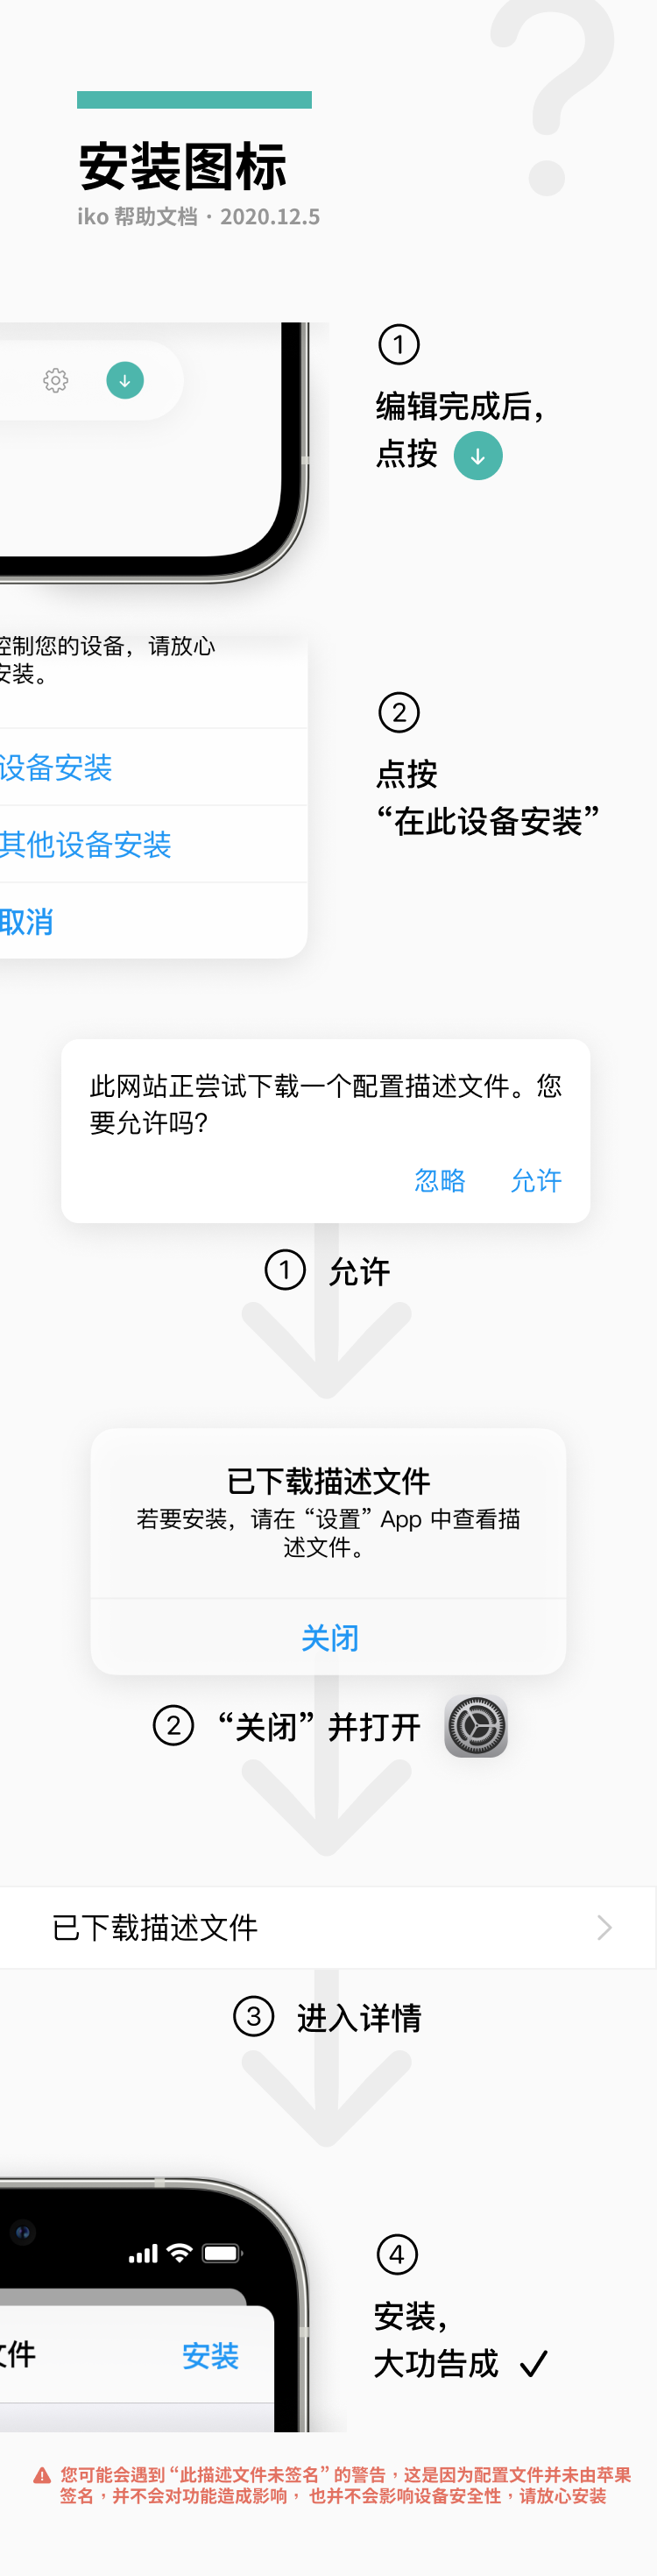 安装图标
iko 帮助文档 · 2020.12.5
①
编辑完成后，
点按
控制您的设备，请放心
安装。
设备安装
其他设备安装
取消
②
点按
“在此设备安装”
此网站正尝试下载一个配置描述文件。您
要允许吗?
忽略 允许
① 允许
已下载描述文件
若要安装，请在“设置”App 中查看描
述文件。
关闭
② “关闭”并打开
已下载描述文件
③ 进入详情
文件 安装
④
安装，
大功告成 ✓
您可能会遇到“此描述文件未签名”的警告，这是因为配置文件并未由苹果
签名，并不会对功能造成影响， 也并不会影响设备安全性，请放心安装